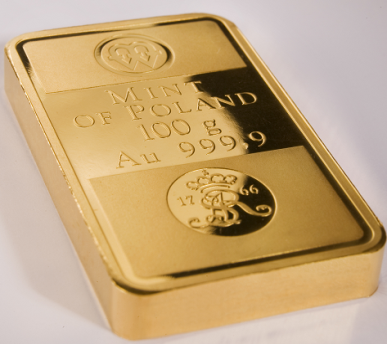 MINT
OF POLAND
100 g
Au 999,9
17 66